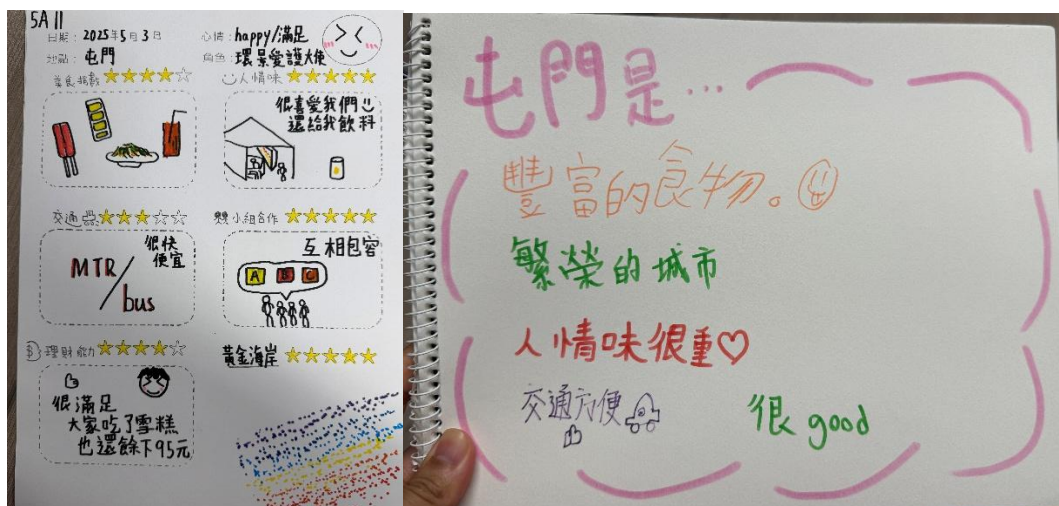 5A 11
日期：2025年5月3日
心情：happy/滿足
地點：屯門
角色：環景愛護大使
美食指數
人情味
很喜愛我們
還給我飲料
交通
小組合作
很快
便宜
MTR/
bus
互相包容
A B C
理財能力
黃金海岸
很滿足
大家吃了雪糕
也還餘下95元
屯門是…
豐富的食物。
繁榮的城市
人情味很重♡
交通方便
很 good